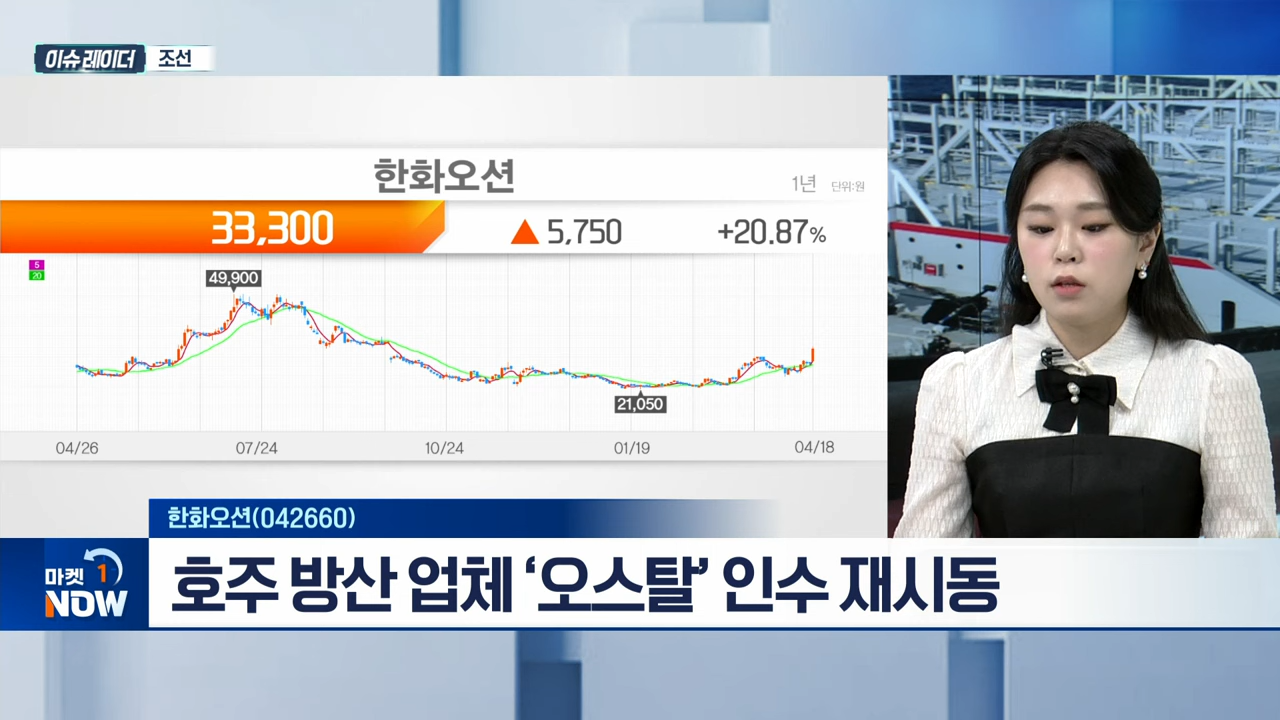 이슈레이더 조선
한화오션
1년 단위:원
33,300 ▲ 5,750 +20.87%
5
20
49,900
21,050
04/26 07/24 10/24 01/19 04/18
한화오션(042660)
마켓 1
NOW
호주 방산 업체 ‘오스탈’ 인수 재시동